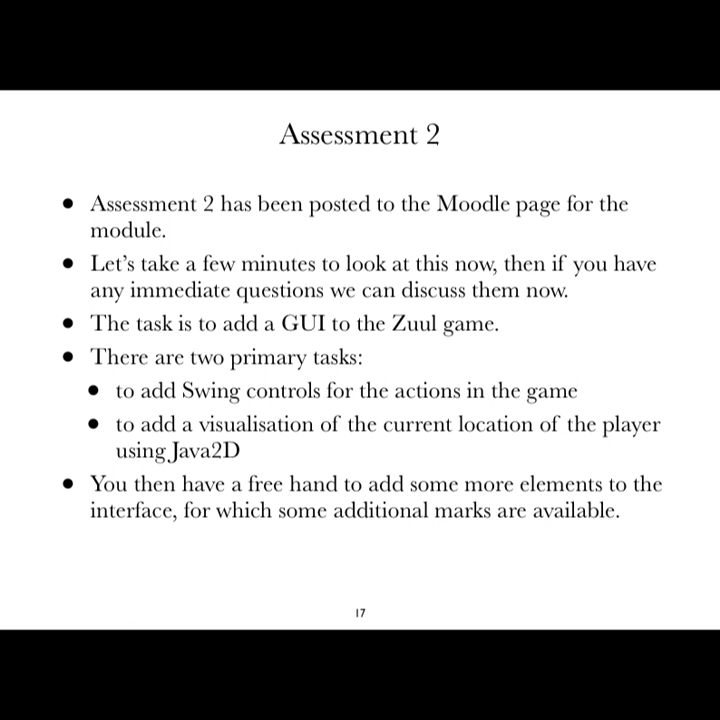 Assessment 2
• Assessment 2 has been posted to the Moodle page for the
module.
• Let’s take a few minutes to look at this now, then if you have
any immediate questions we can discuss them now.
• The task is to add a GUI to the Zuul game.
• There are two primary tasks:
• to add Swing controls for the actions in the game
• to add a visualisation of the current location of the player
using Java2D
• You then have a free hand to add some more elements to the
interface, for which some additional marks are available.
17